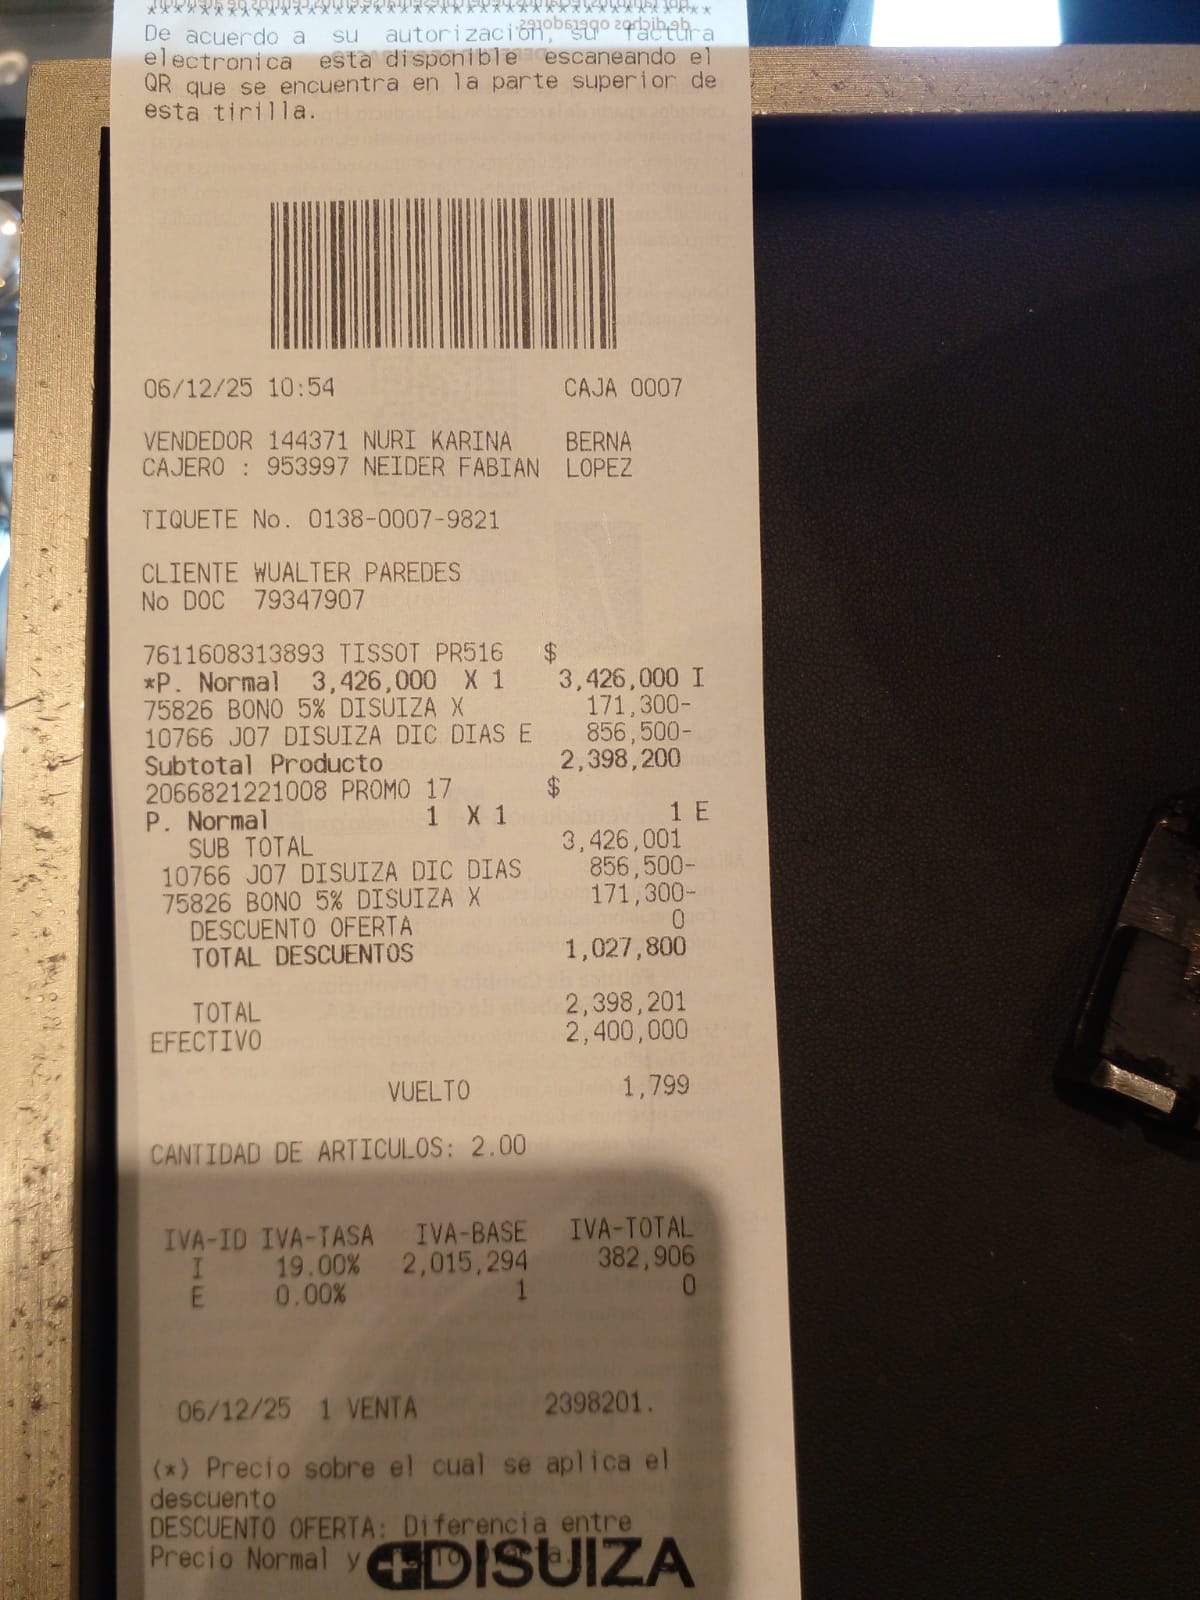 De acuerdo a su autorizacion, su factura
electronica esta disponible escaneando el
QR que se encuentra en la parte superior de
esta tirilla.
06/12/25 10:54 CAJA 0007
VENDEDOR 144371 NURI KARINA BERNA
CAJERO : 953997 NEIDER FABIAN LOPEZ
TIQUETE No. 0138-0007-9821
CLIENTE WUALTER PAREDES
No DOC 79347907
7611608313893 TISSOT PR516 $
*P. Normal 3,426,000 X 1 3,426,000 I
75826 BONO 5% DISUIZA X 171,300-
10766 J07 DISUIZA DIC DIAS E 856,500-
Subtotal Producto 2,398,200
2066821221008 PROMO 17 $
P. Normal 1 X 1 1 E
SUB TOTAL 3,426,001
10766 J07 DISUIZA DIC DIAS 856,500-
75826 BONO 5% DISUIZA X 171,300-
DESCUENTO OFERTA 0
TOTAL DESCUENTOS 1,027,800
TOTAL 2,398,201
EFECTIVO 2,400,000
VUELTO 1,799
CANTIDAD DE ARTICULOS: 2.00
IVA-ID IVA-TASA IVA-BASE IVA-TOTAL
I 19.00% 2,015,294 382,906
E 0.00% 1 0
06/12/25 1 VENTA 2398201.
(*) Precio sobre el cual se aplica el
descuento
DESCUENTO OFERTA: Diferencia entre
Precio Normal y
DISUIZA